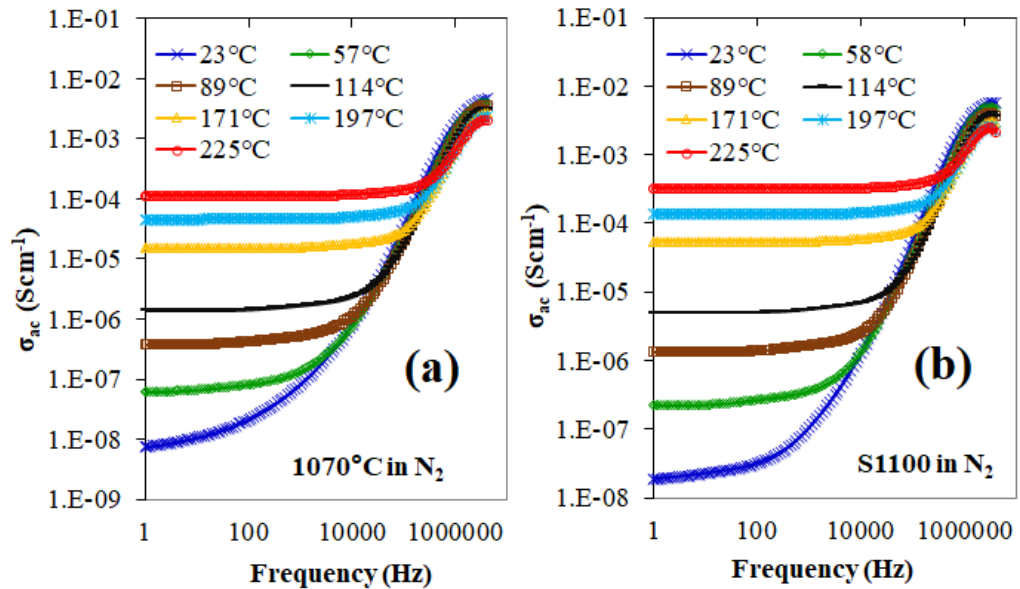 1.E-01
1.E-02
1.E-03
1.E-04
1.E-05
1.E-06
1.E-07
1.E-08
1.E-09
σac (Scm-1)
23°C 57°C
89°C 114°C
171°C 197°C
225°C
(a)
1070°C in N2
1 100 10000 1000000
Frequency (Hz)
1.E-01
1.E-02
1.E-03
1.E-04
1.E-05
1.E-06
1.E-07
1.E-08
σac (Scm-1)
23°C 58°C
89°C 114°C
171°C 197°C
225°C
(b)
S1100 in N2
1 100 10000 1000000
Frequency (Hz)